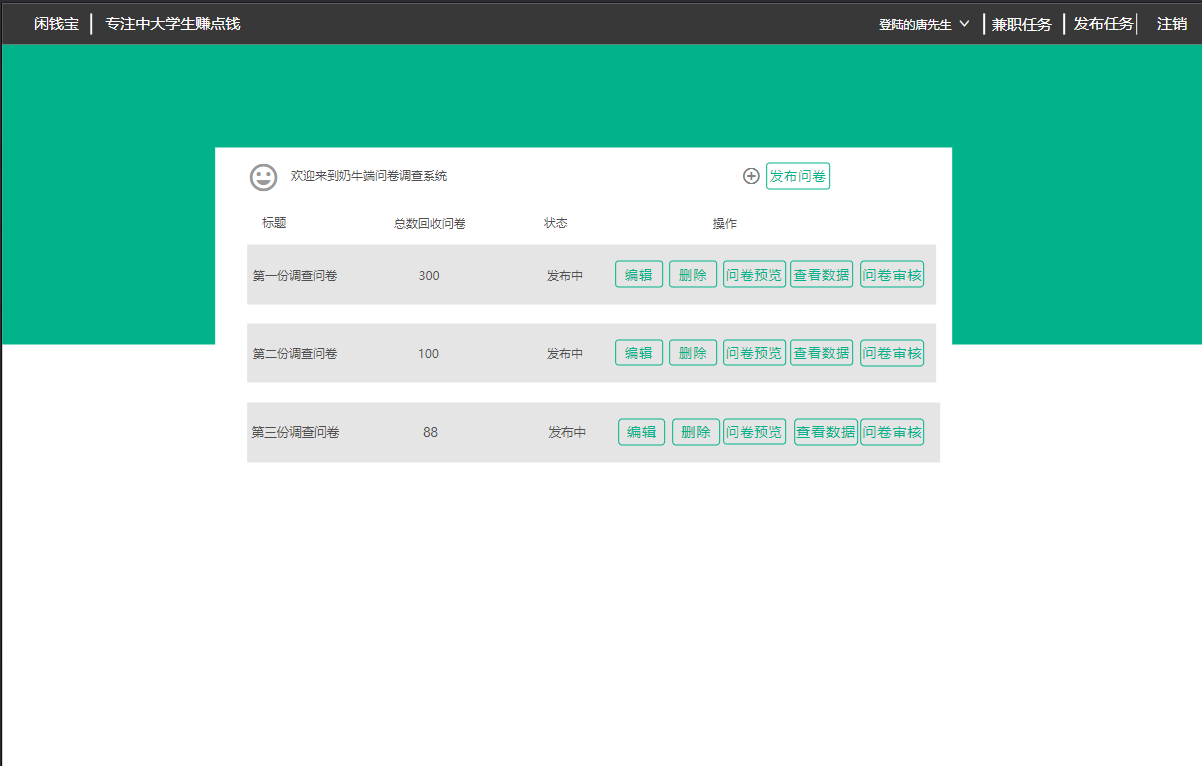 闲钱宝 专注中大学生赚点钱 登陆的唐先生 兼职任务 发布任务 注销
欢迎来到奶牛端问卷调查系统 发布问卷
标题 总数回收问卷 状态 操作
第一份调查问卷 300 发布中 编辑 删除 问卷预览 查看数据 问卷审核
第二份调查问卷 100 发布中 编辑 删除 问卷预览 查看数据 问卷审核
第三份调查问卷 88 发布中 编辑 删除 问卷预览 查看数据 问卷审核